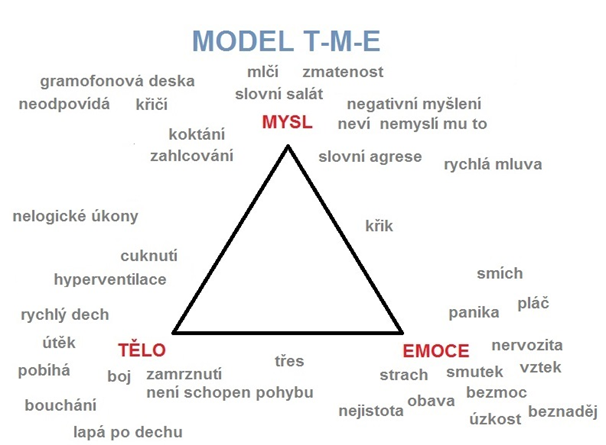 MODEL T-M-E
mlčí zmatenost
gramofonová deska
slovní salát
neodpovídá křičí
negativní myšlení
MYSL
neví nemyslí mu to
koktání
zahlcování
slovní agrese
rychlá mluva
nelogické úkony
křik
cuknutí
hyperventilace
smích
rychlý dech
panika
pláč
útěk
TĚLO
EMOCE
nervozita
třes
pobíhá
boj
zamrznutí
strach
smutek
vztek
není schopen pohybu
bezmoc
bouchání
nejistota
obava
úzkost
beznaděj
lapá po dechu